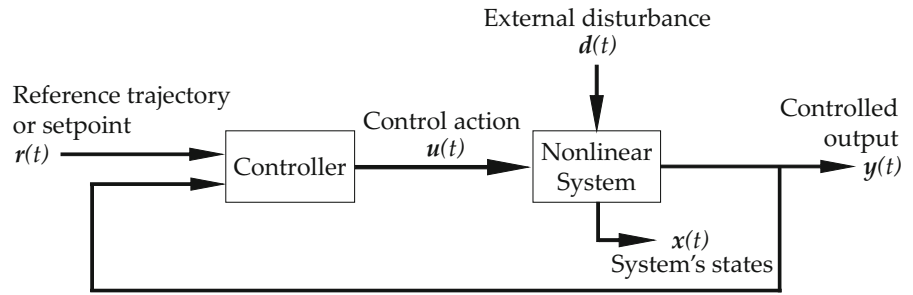 External disturbance
d(t)
Reference trajectory
or setpoint
r(t)
Controller
Control action
u(t)
Nonlinear
System
Controlled
output
y(t)
x(t)
System's states